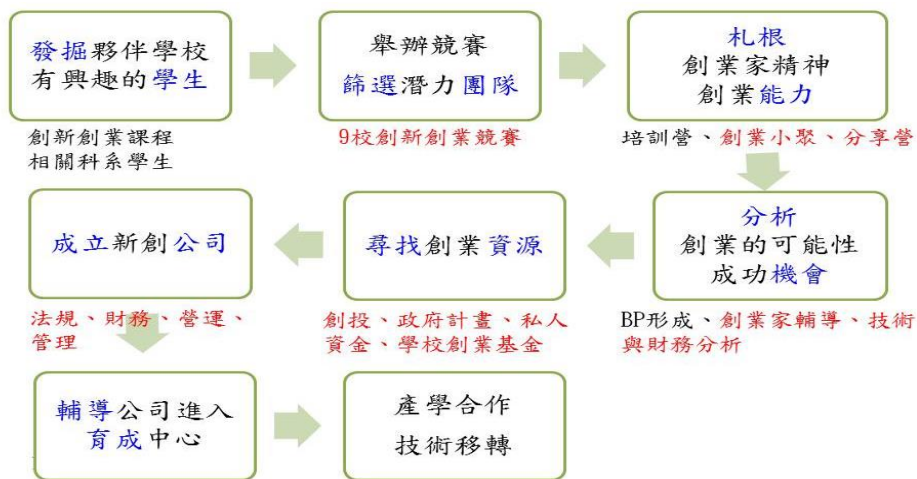 發掘夥伴學校
有興趣的學生
創新創業課程
相關科系學生
舉辦競賽
篩選潛力團隊
9校創新創業競賽
札根
創業家精神
創業能力
培訓營、創業小聚、分享營
分析
創業的可能性
成功機會
BP形成、創業家輔導、技術
與財務分析
尋找創業資源
創投、政府計畫、私人
資金、學校創業基金
成立新創公司
法規、財務、營運、
管理
輔導公司進入
育成中心
產學合作
技術移轉